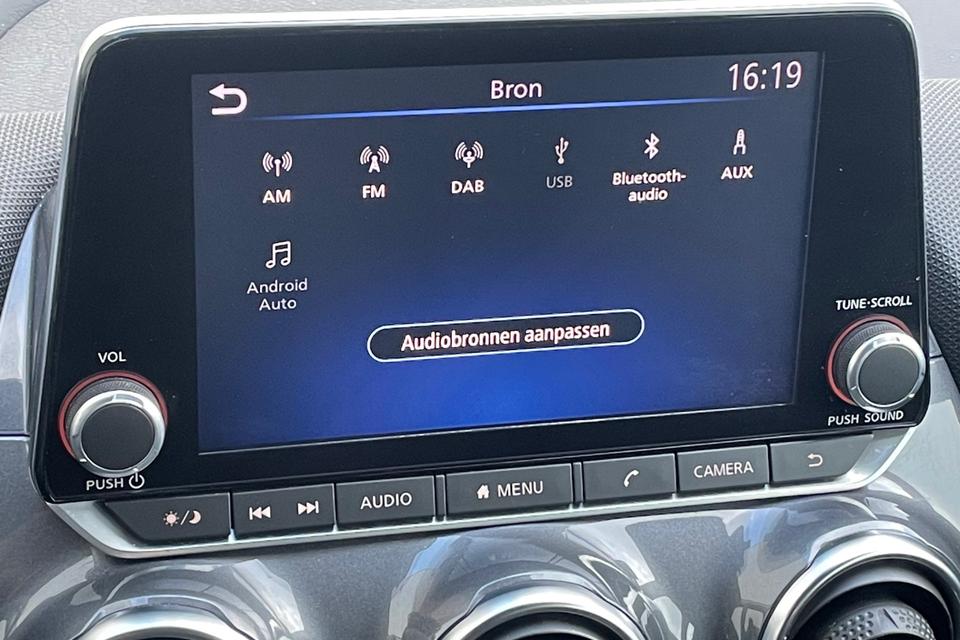 Bron
16:19
AM
FM
DAB
USB
Bluetooth-
audio
AUX
Android
Auto
Audiobronnen aanpassen
VOL
PUSH
TUNE·SCROLL
PUSH SOUND
AUDIO
MENU
CAMERA